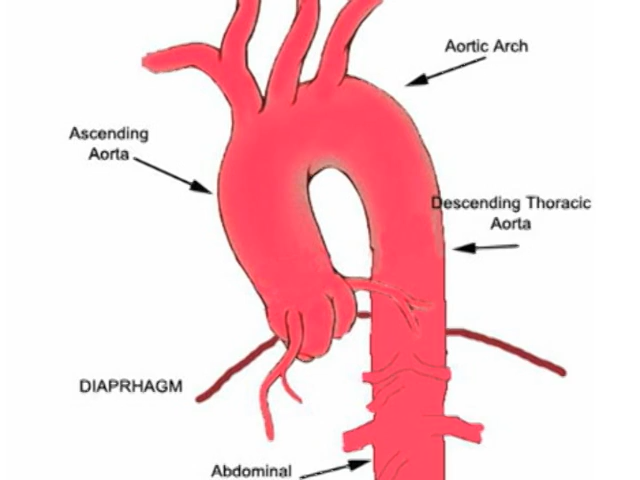 Aortic Arch
Ascending
Aorta
Descending Thoracic
Aorta
DIAPRHAGM
Abdominal